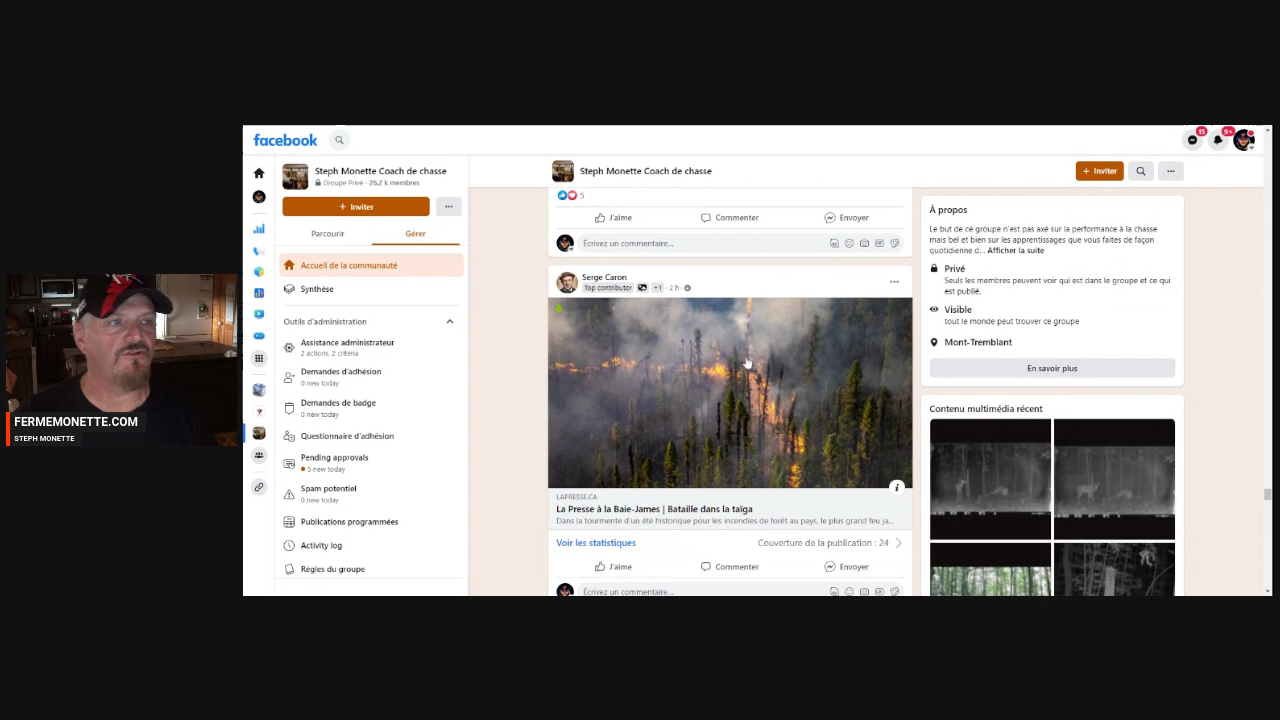 facebook
15
9+
Steph Monette Coach de chasse
Groupe Privé · 26,2 k membres
+ Inviter
Parcourir
Gérer
Accueil de la communauté
Synthèse
Outils d'administration
Assistance administrateur
2 actions, 2 criteria
Demandes d'adhésion
0 new today
Demandes de badge
0 new today
Questionnaire d'adhésion
Pending approvals
5 new today
Spam potentiel
0 new today
Publications programmées
Activity log
Règles du groupe
FERMEMONETTE.COM
STEPH MONETTE
Steph Monette Coach de chasse
+ Inviter
5
J'aime
Commenter
Envoyer
Écrivez un commentaire...
Serge Caron
Top contributor +1 · 2 h ·
LAPRESSE.CA
La Presse à la Baie-James | Bataille dans la taïga
Dans la tourmente d'un été historique pour les incendies de forêt au pays, le plus grand feu ja...
Voir les statistiques
Couverture de la publication : 24
J'aime
Commenter
Envoyer
Écrivez un commentaire...
À propos
Le but de ce groupe n'est pas axé sur la performance à la chasse
mais bel et bien sur les apprentissages que vous faites de façon
quotidienne d... Afficher la suite
Privé
Seuls les membres peuvent voir qui est dans le groupe et ce qui
est publié.
Visible
tout le monde peut trouver ce groupe
Mont-Tremblant
En savoir plus
Contenu multimédia récent